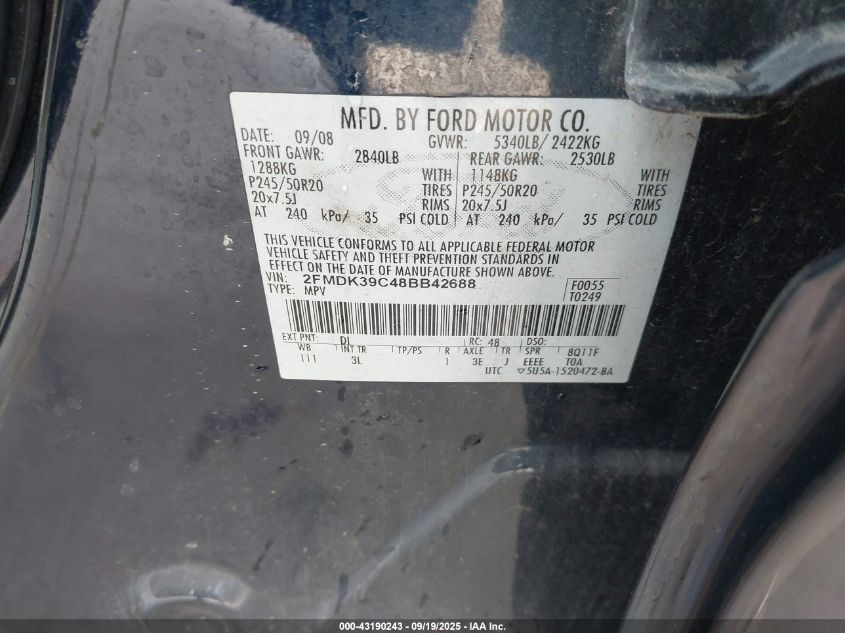 MFD. BY FORD MOTOR CO.
DATE: 09/08 GVWR: 5340LB/ 2422KG
FRONT GAWR: 2840LB REAR GAWR: 2530LB
1288KG WITH 1148KG WITH
P245/50R20 TIRES P245/50R20 TIRES
20x7.5J RIMS 20x7.5J RIMS
AT 240 kPa/ 35 PSI COLD AT 240 kPa/ 35 PSI COLD
THIS VEHICLE CONFORMS TO ALL APPLICABLE FEDERAL MOTOR
VEHICLE SAFETY AND THEFT PREVENTION STANDARDS IN
EFFECT ON THE DATE OF MANUFACTURE SHOWN ABOVE.
VIN: 2FMDK39C48BB42688 F0055
TYPE: MPV T0249
EXT PNT: DL RC: 48 DSO:
WB INT TR TP/PS R AXLE TR SPR 8Q11F
111 3L 1 3E J EEEE T0A
UTC ▽5U5A-1520472-BA
000-43190243 - 09/19/2025 - IAA Inc.